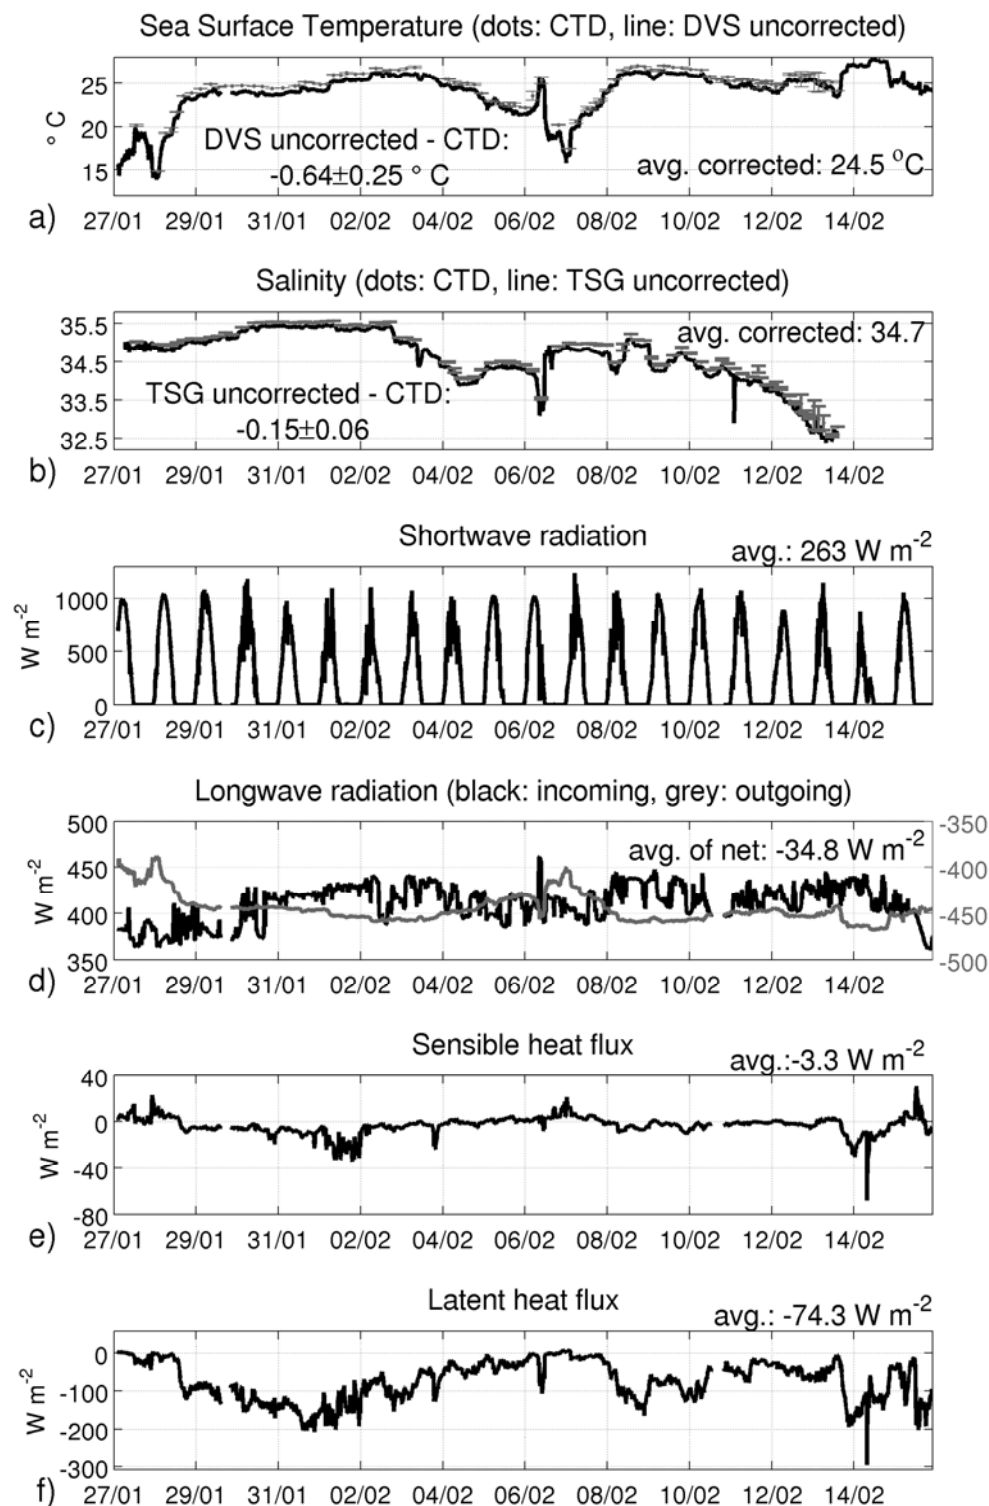 Sea Surface Temperature (dots: CTD, line: DVS uncorrected)
25
20
15
° C
DVS uncorrected - CTD:
-0.64±0.25 ° C
avg. corrected: 24.5 °C
a)
27/01 29/01 31/01 02/02 04/02 06/02 08/02 10/02 12/02 14/02
Salinity (dots: CTD, line: TSG uncorrected)
35.5
34.5
33.5
32.5
avg. corrected: 34.7
TSG uncorrected - CTD:
-0.15±0.06
b)
27/01 29/01 31/01 02/02 04/02 06/02 08/02 10/02 12/02 14/02
Shortwave radiation
avg.: 263 W m-2
1000
500
0
W m-2
c)
27/01 29/01 31/01 02/02 04/02 06/02 08/02 10/02 12/02 14/02
Longwave radiation (black: incoming, grey: outgoing)
500
450
400
350
W m-2
avg. of net: -34.8 W m-2
-350
-400
-450
-500
d)
27/01 29/01 31/01 02/02 04/02 06/02 08/02 10/02 12/02 14/02
Sensible heat flux
avg.:-3.3 W m-2
40
0
-40
-80
W m-2
e)
27/01 29/01 31/01 02/02 04/02 06/02 08/02 10/02 12/02 14/02
Latent heat flux
avg.: -74.3 W m-2
0
-100
-200
-300
W m-2
f)
27/01 29/01 31/01 02/02 04/02 06/02 08/02 10/02 12/02 14/02